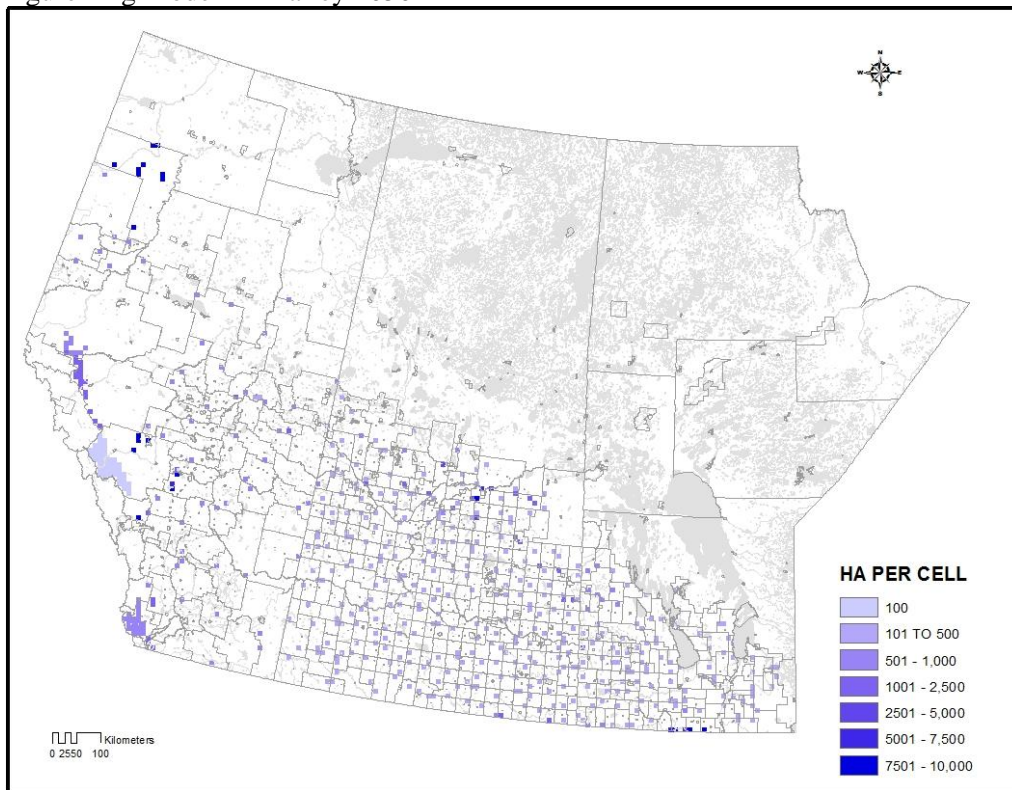 N
W E
S
HA PER CELL
100
101 TO 500
501 - 1,000
1001 - 2,500
2501 - 5,000
5001 - 7,500
7501 - 10,000
Kilometers
0 2550 100